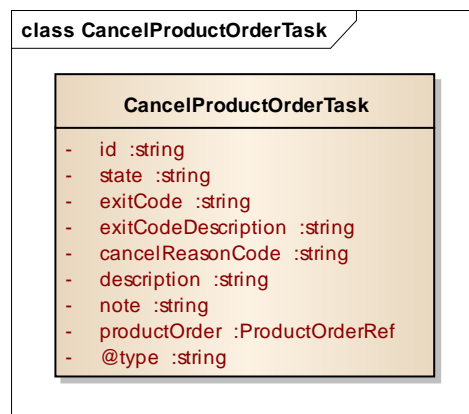 class CancelProductOrderTask
CancelProductOrderTask
- id :string
- state :string
- exitCode :string
- exitCodeDescription :string
- cancelReasonCode :string
- description :string
- note :string
- productOrder :ProductOrderRef
- @type :string